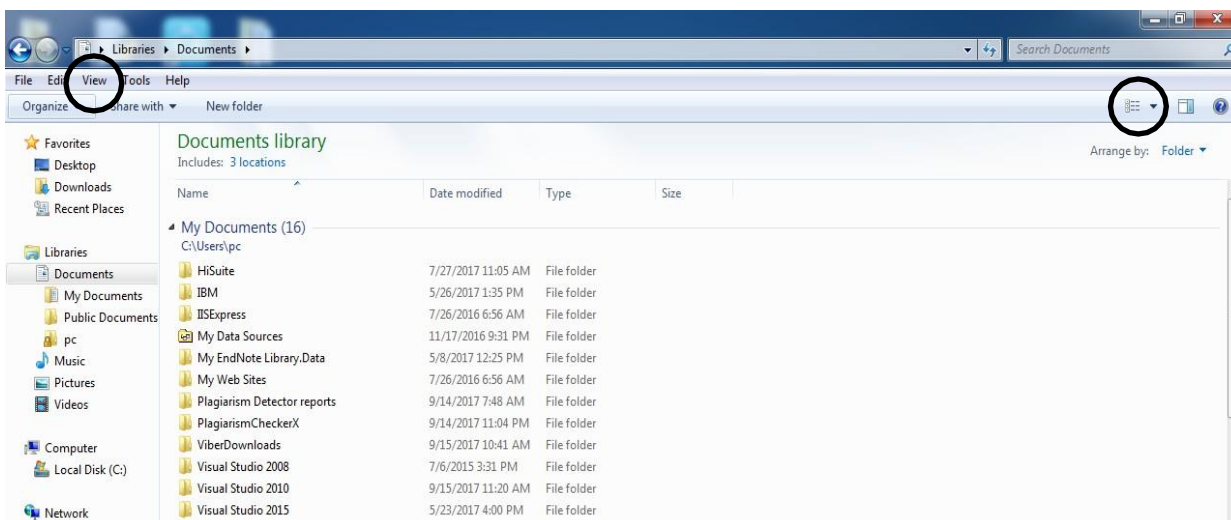 Libraries ▸ Documents ▸
Search Documents
File Edit View Tools Help
Organize Share with New folder
Favorites
Desktop
Downloads
Recent Places
Libraries
Documents
My Documents
Public Documents
pc
Music
Pictures
Videos
Computer
Local Disk (C:)
Network
Documents library
Includes: 3 locations
Arrange by: Folder
Name Date modified Type Size
My Documents (16)
C:\Users\pc
HiSuite 7/27/2017 11:05 AM File folder
IBM 5/26/2017 1:35 PM File folder
IISExpress 7/26/2016 6:56 AM File folder
My Data Sources 11/17/2016 9:31 PM File folder
My EndNote Library.Data 5/8/2017 12:25 PM File folder
My Web Sites 7/26/2016 6:56 AM File folder
Plagiarism Detector reports 9/14/2017 7:48 AM File folder
PlagiarismCheckerX 9/14/2017 11:04 PM File folder
ViberDownloads 9/15/2017 10:41 AM File folder
Visual Studio 2008 7/6/2015 3:31 PM File folder
Visual Studio 2010 9/15/2017 11:20 AM File folder
Visual Studio 2015 5/23/2017 4:00 PM File folder